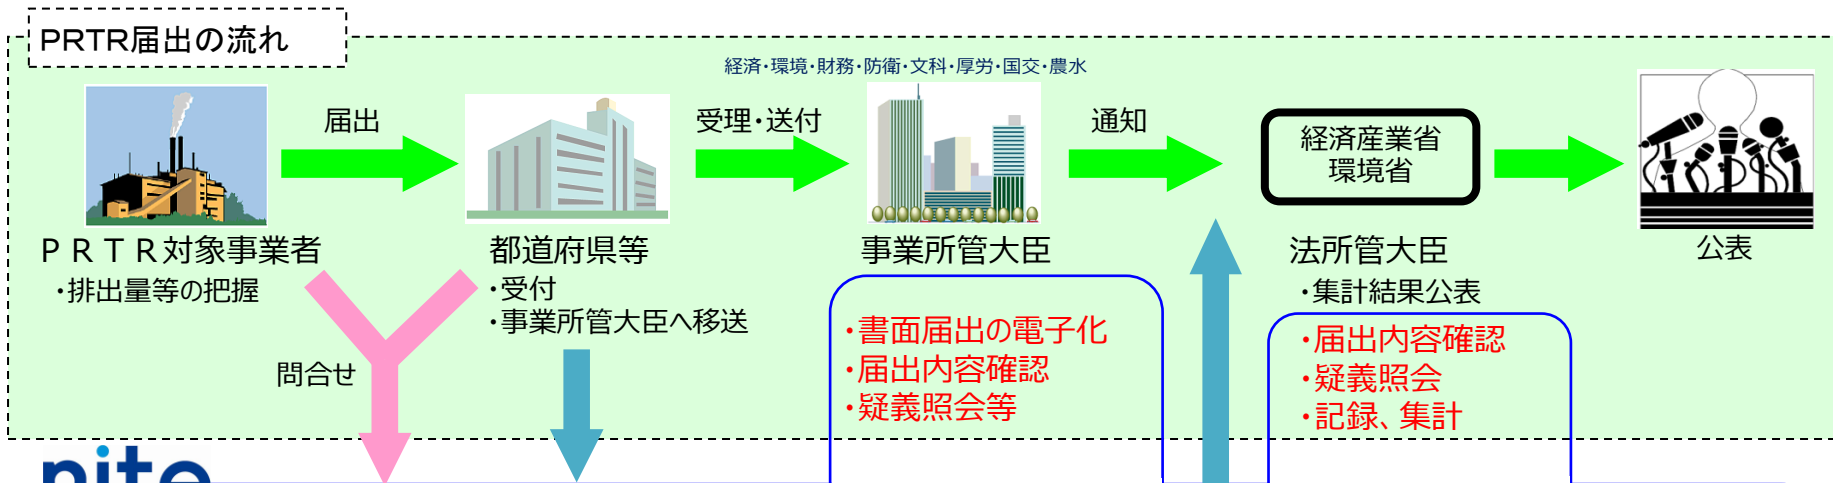 PRTR届出の流れ
経済・環境・財務・防衛・文科・厚労・国交・農水
届出
受理・送付
通知
経済産業省
環境省
ＰＲＴＲ対象事業者
・排出量等の把握
都道府県等
・受付
・事業所管大臣へ移送
事業所管大臣
・書面届出の電子化
・届出内容確認
・疑義照会等
法所管大臣
・集計結果公表
・届出内容確認
・疑義照会
・記録、集計
公表
問合せ
nite